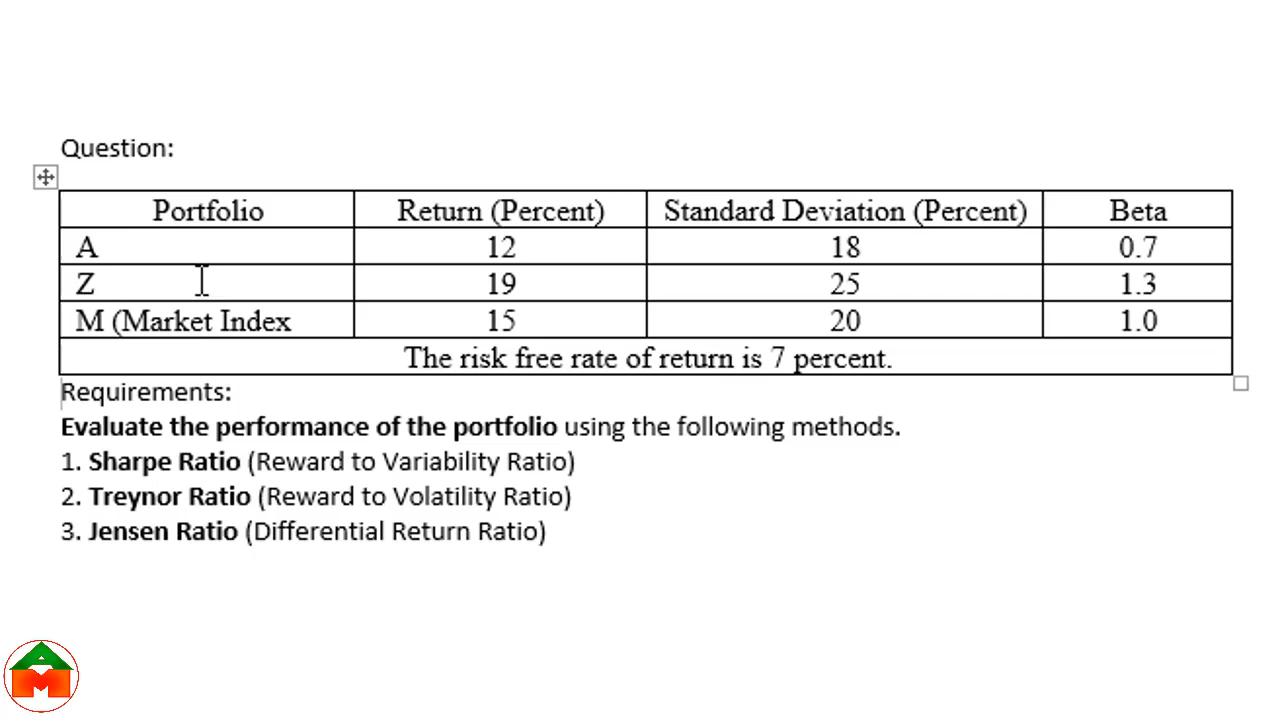 Question:
Portfolio Return (Percent) Standard Deviation (Percent) Beta
A 12 18 0.7
Z 19 25 1.3
M (Market Index 15 20 1.0
The risk free rate of return is 7 percent.
Requirements:
Evaluate the performance of the portfolio using the following methods.
1. Sharpe Ratio (Reward to Variability Ratio)
2. Treynor Ratio (Reward to Volatility Ratio)
3. Jensen Ratio (Differential Return Ratio)